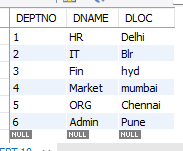 DEPTNO DNAME DLOC
1 HR Delhi
2 IT Blr
3 Fin hyd
4 Market mumbai
5 ORG Chennai
6 Admin Pune
NULL NULL NULL